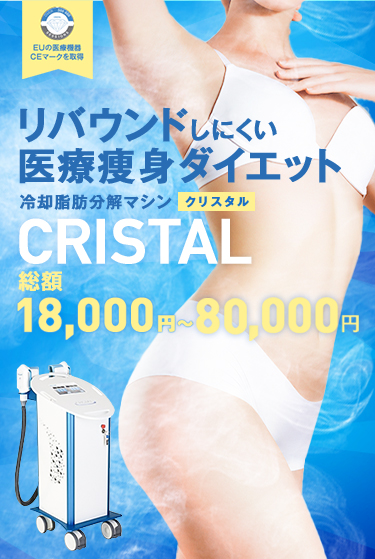 EUの医療機器
CEマークを取得
リバウンドしにくい
医療痩身ダイエット
冷却脂肪分解マシン クリスタル
CRISTAL
総額
18,000円~80,000円